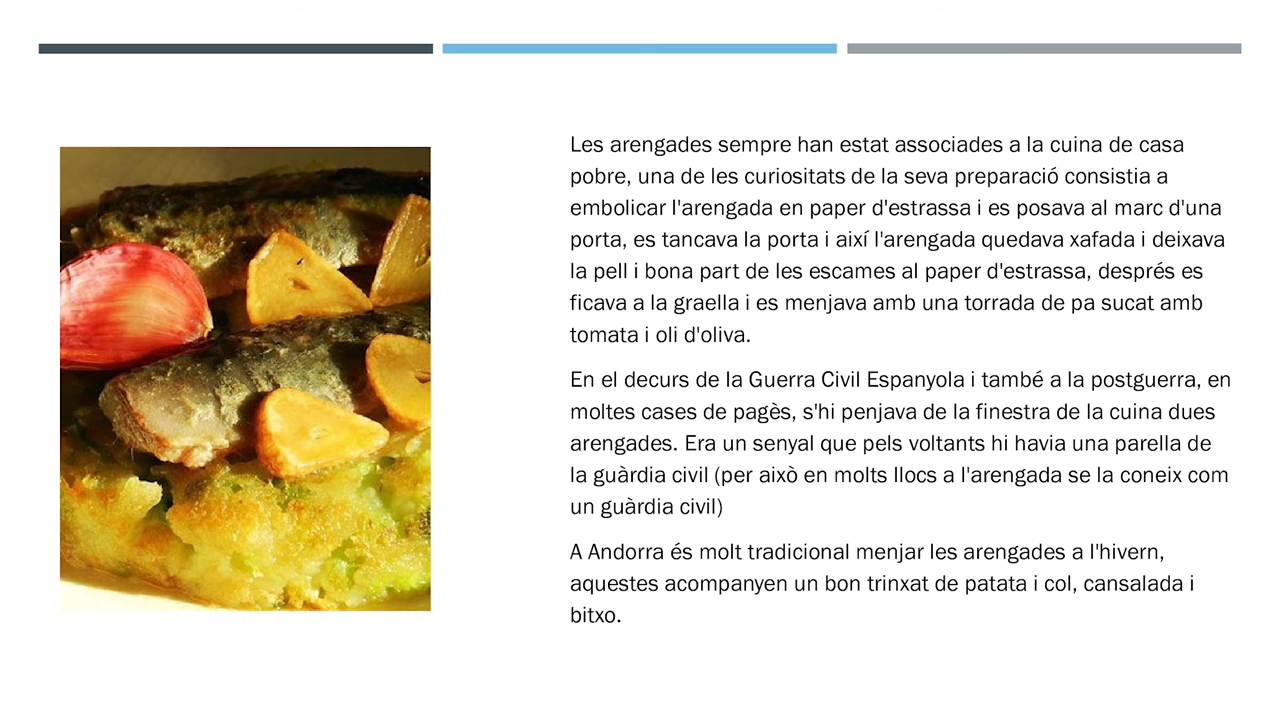 Les arengades sempre han estat associades a la cuina de casa
pobre, una de les curiositats de la seva preparació consistia a
embolicar l'arengada en paper d'estrassa i es posava al marc d'una
porta, es tancava la porta i així l'arengada quedava xafada i deixava
la pell i bona part de les escames al paper d'estrassa, després es
ficava a la graella i es menjava amb una torrada de pa sucat amb
tomata i oli d'oliva.
En el decurs de la Guerra Civil Espanyola i també a la postguerra, en
moltes cases de pagès, s'hi penjava de la finestra de la cuina dues
arengades. Era un senyal que pels voltants hi havia una parella de
la guàrdia civil (per això en molts llocs a l'arengada se la coneix com
un guàrdia civil)
A Andorra és molt tradicional menjar les arengades a l'hivern,
aquestes acompanyen un bon trinxat de patata i col, cansalada i
bitxo.